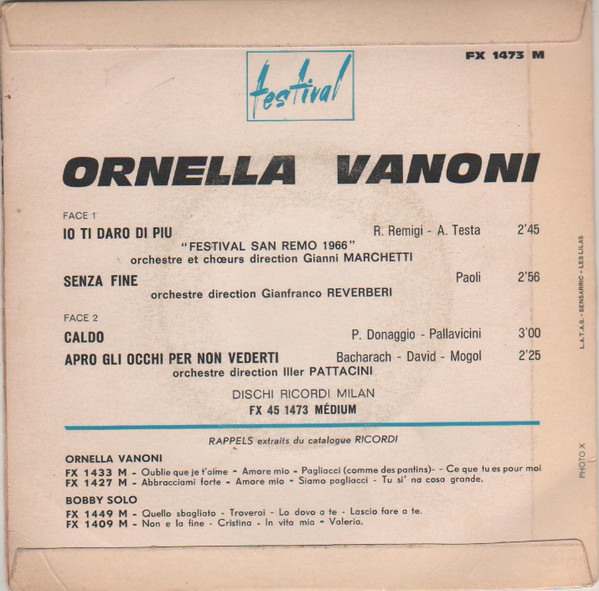 FX 1473 M
festival
ORNELLA VANONI
FACE 1
IO TI DARO DI PIU R. Remigi - A. Testa 2'45
"FESTIVAL SAN REMO 1966"
orchestre et chœurs direction Gianni MARCHETTI
SENZA FINE Paoli 2'56
orchestre direction Gianfranco REVERBERI
FACE 2
CALDO P. Donaggio - Pallavicini 3'00
APRO GLI OCCHI PER NON VEDERTI Bacharach - David - Mogol 2'25
orchestre direction Iller PATTACINI
DISCHI RICORDI MILAN
FX 45 1473 MÉDIUM
RAPPELS extraits du catalogue RICORDI
ORNELLA VANONI
FX 1433 M - Oublie que je t'aime - Amore mio - Pagliacci (comme des pantins)- - Ce que tu es pour moi
FX 1427 M - Abbracciami forte - Amore mio - Siamo pagliacci - Tu si' na cosa grande.
BOBBY SOLO
FX 1449 M - Quello sbagliato - Troverai - Lo dovo a te - Lascio fare a te.
FX 1409 M - Non e la fine - Cristina - In vita mio - Valeria.
L.A.T.A.S. - SENSARRIC - LES LILAS
PHOTO X